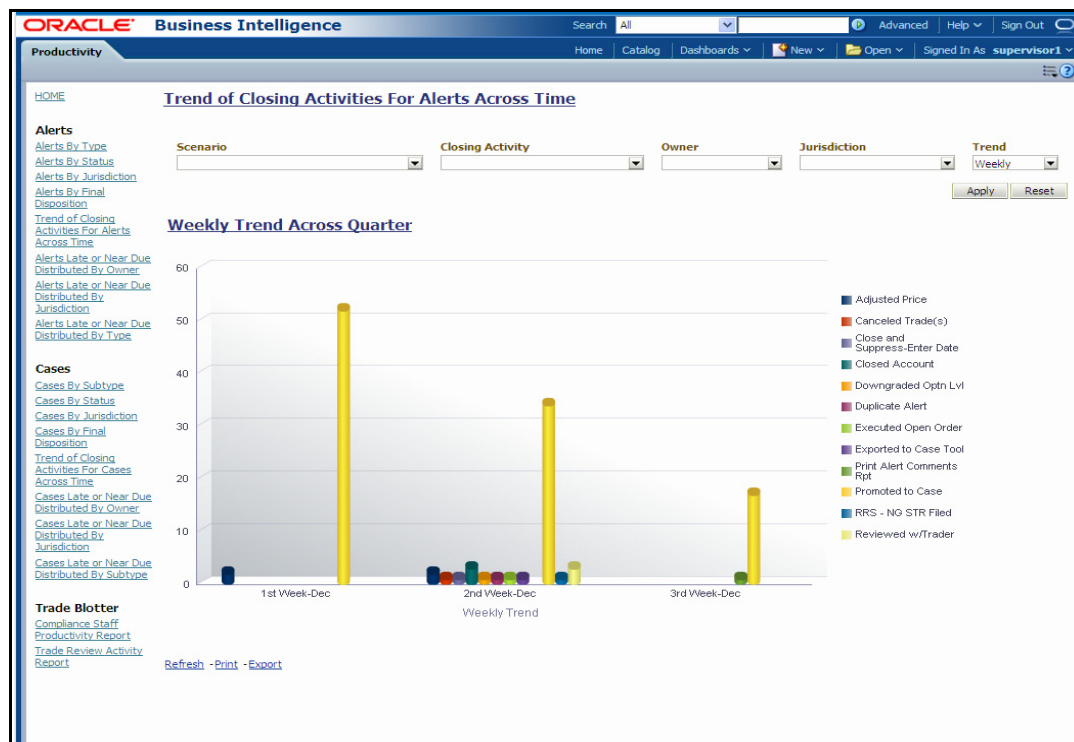 ORACLE Business Intelligence
Search All Advanced Help Sign Out
Productivity
Home Catalog Dashboards New Open Signed In As supervisor1
HOME
Alerts
Alerts By Type
Alerts By Status
Alerts By Jurisdiction
Alerts By Final
Disposition
Trend of Closing
Activities For Alerts
Across Time
Alerts Late or Near Due
Distributed By Owner
Alerts Late or Near Due
Distributed By
Jurisdiction
Alerts Late or Near Due
Distributed By Type
Cases
Cases By Subtype
Cases By Status
Cases By Jurisdiction
Cases By Final
Disposition
Trend of Closing
Activities For Cases
Across Time
Cases Late or Near Due
Distributed By Owner
Cases Late or Near Due
Distributed By
Jurisdiction
Cases Late or Near Due
Distributed By Subtype
Trade Blotter
Compliance Staff
Productivity Report
Trade Review Activity
Report
Trend of Closing Activities For Alerts Across Time
Scenario Closing Activity Owner Jurisdiction Trend
Weekly
Apply Reset
Weekly Trend Across Quarter
60
50
40
30
20
10
0
1st Week-Dec 2nd Week-Dec 3rd Week-Dec
Weekly Trend
Adjusted Price
Canceled Trade(s)
Close and
Suppress-Enter Date
Closed Account
Downgraded Optn Lvl
Duplicate Alert
Executed Open Order
Exported to Case Tool
Print Alert Comments
Rpt
Promoted to Case
RRS - NG STR Filed
Reviewed w/Trader
Refresh - Print - Export